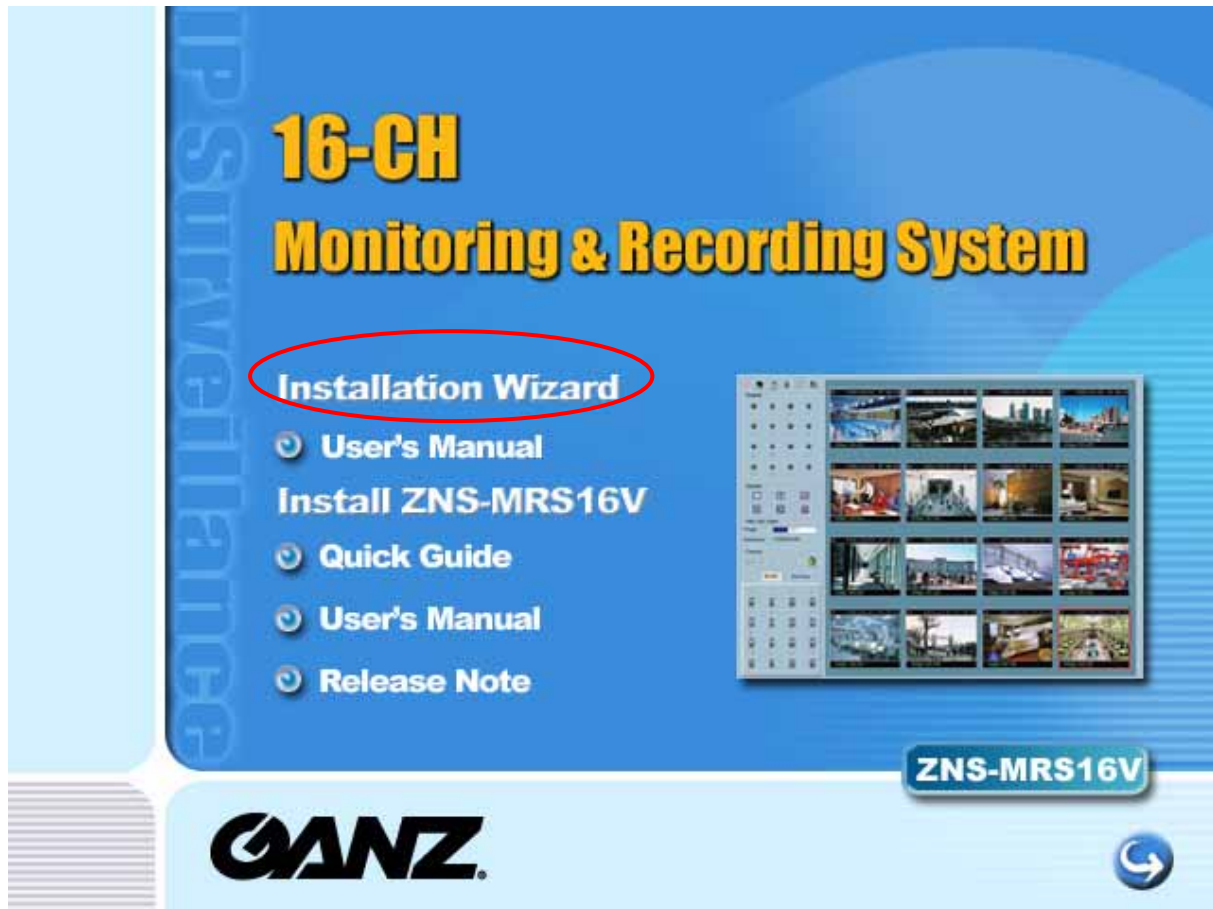 IP Surveillance
16-CH
Monitoring & Recording System
Installation Wizard
User's Manual
Install ZNS-MRS16V
Quick Guide
User's Manual
Release Note
ZNS-MRS16V
GANZ.